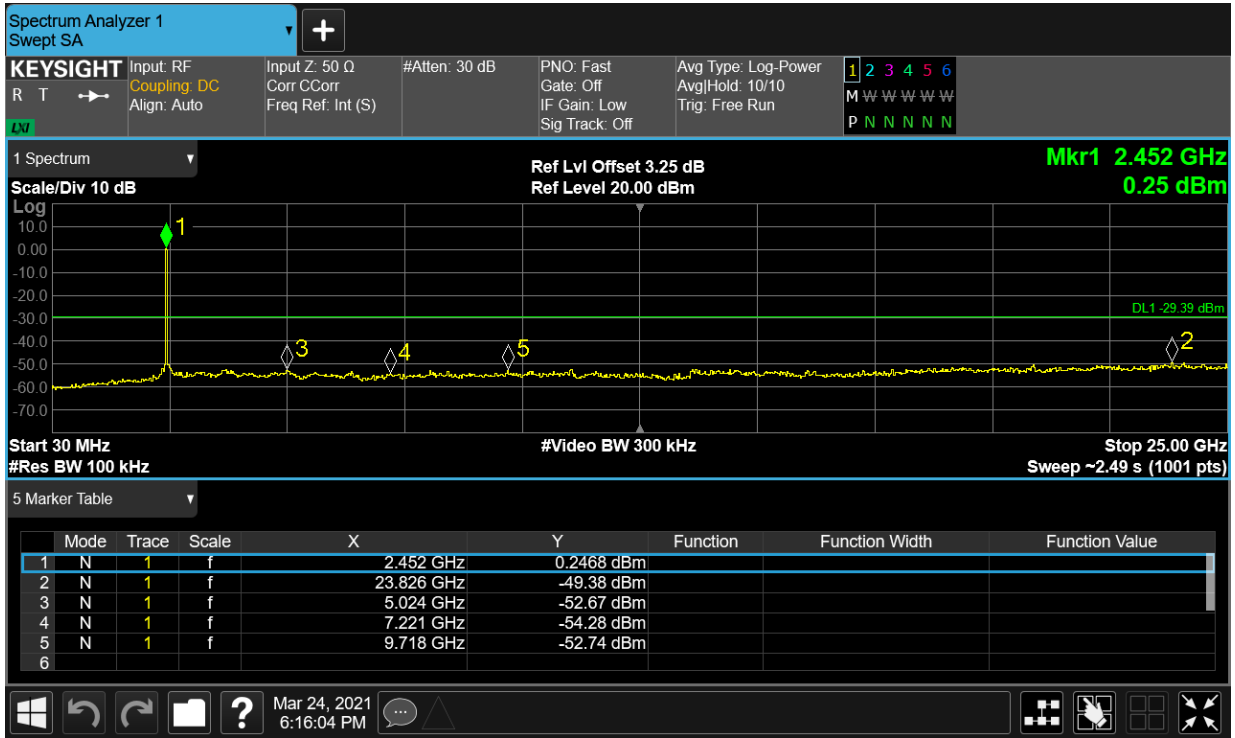 Spectrum Analyzer 1
Swept SA
▼
+
KEYSIGHT
R T
LXI
Input: RF
Coupling: DC
Align: Auto
Input Z: 50 Ω
Corr CCorr
Freq Ref: Int (S)
#Atten: 30 dB
PNO: Fast
Gate: Off
IF Gain: Low
Sig Track: Off
Avg Type: Log-Power
Avg|Hold: 10/10
Trig: Free Run
1 2 3 4 5 6
M W W W W W
P N N N N N
1 Spectrum ▼
Scale/Div 10 dB
Ref Lvl Offset 3.25 dB
Ref Level 20.00 dBm
Mkr1 2.452 GHz
0.25 dBm
Log
10.0
0.00
-10.0
-20.0
-30.0
-40.0
-50.0
-60.0
-70.0
1
DL1 -29.39 dBm
3
4
5
2
Start 30 MHz
#Res BW 100 kHz
#Video BW 300 kHz
Stop 25.00 GHz
Sweep ~2.49 s (1001 pts)
5 Marker Table ▼
Mode Trace Scale X Y Function Function Width Function Value
1 N 1 f 2.452 GHz 0.2468 dBm
2 N 1 f 23.826 GHz -49.38 dBm
3 N 1 f 5.024 GHz -52.67 dBm
4 N 1 f 7.221 GHz -54.28 dBm
5 N 1 f 9.718 GHz -52.74 dBm
6
?
Mar 24, 2021
6:16:04 PM